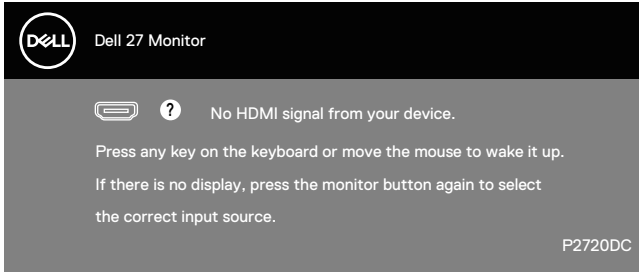 DELL
Dell 27 Monitor
? No HDMI signal from your device.
Press any key on the keyboard or move the mouse to wake it up.
If there is no display, press the monitor button again to select
the correct input source.
P2720DC